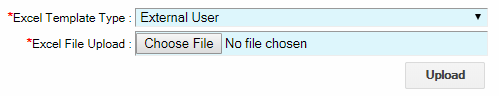 *Excel Template Type : External User
*Excel File Upload : Choose File No file chosen
Upload